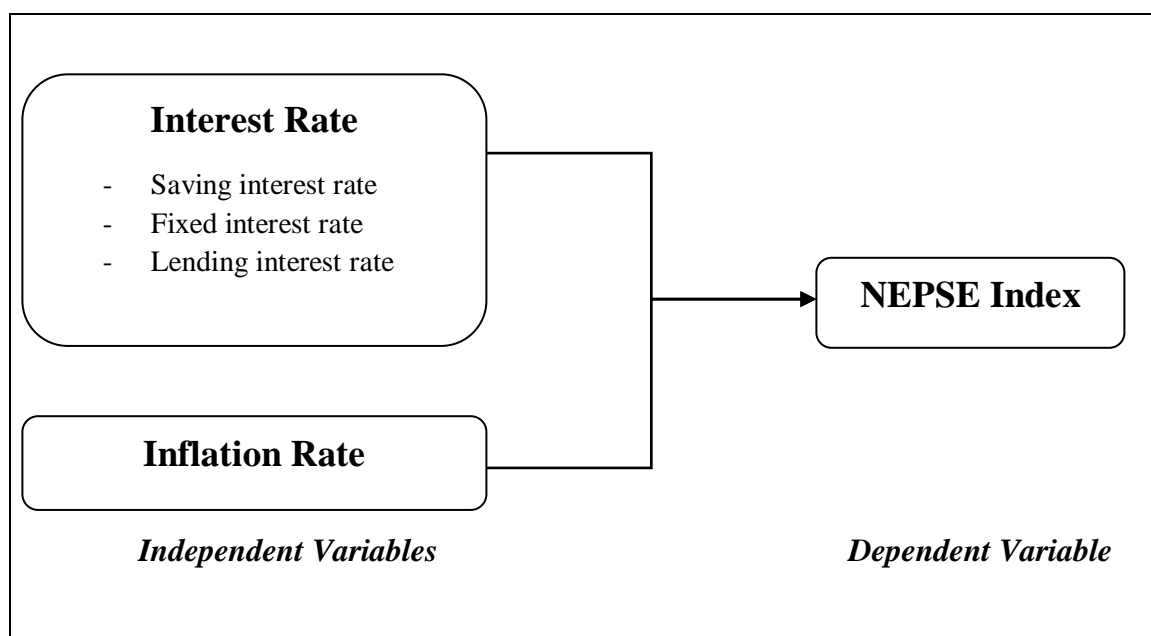 Interest Rate
- Saving interest rate
- Fixed interest rate
- Lending interest rate
NEPSE Index
Inflation Rate
Independent Variables
Dependent Variable